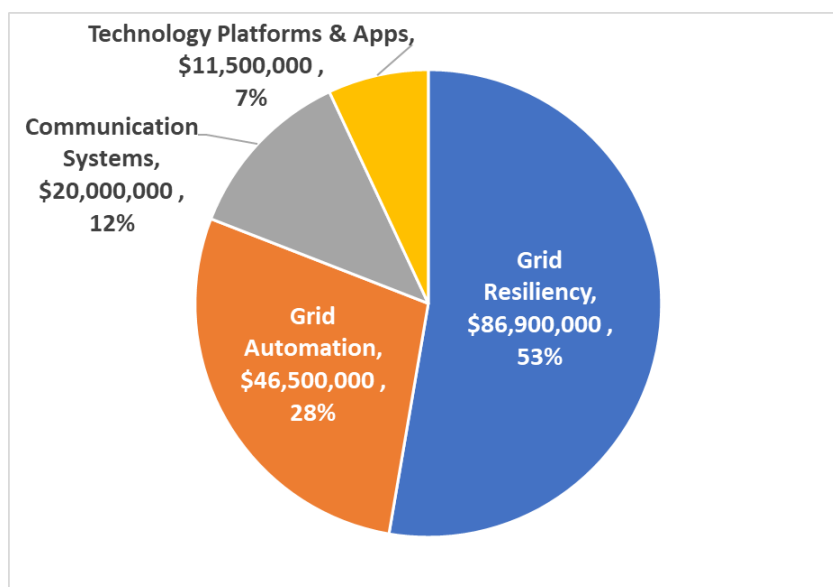 Technology Platforms & Apps,
$11,500,000 ,
7%
Communication
Systems,
$20,000,000 ,
12%
Grid
Resiliency,
$86,900,000 ,
53%
Grid
Automation,
$46,500,000 ,
28%